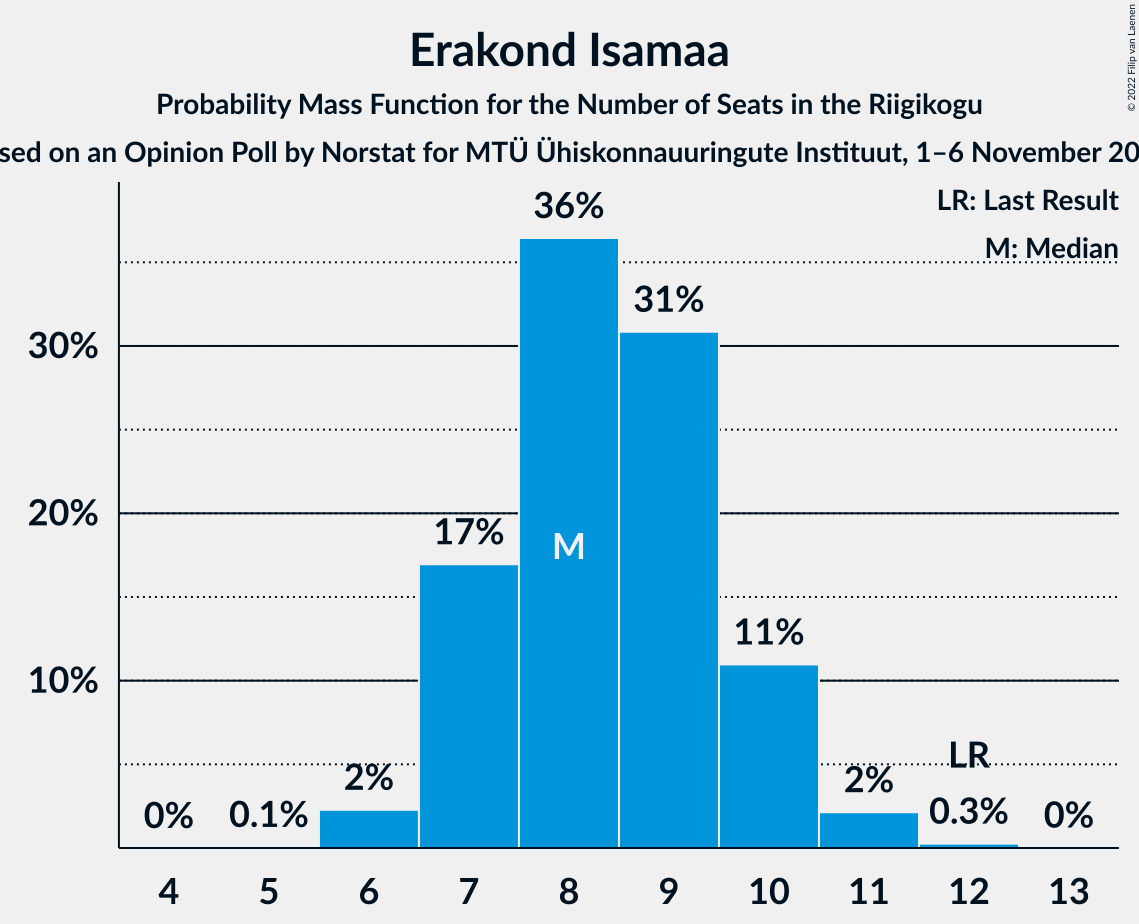 Erakond Isamaa
Probability Mass Function for the Number of Seats in the Riigikogu
sed on an Opinion Poll by Norstat for MTÜ Ühiskonnauuringute Instituut, 1–6 November 20
© 2022 Filip van Laenen
LR: Last Result
M: Median
36%
31%
30%
20%
17%
M
11%
10%
LR
2%
2%
0%
0.1%
0.3%
0%
4 5 6 7 8 9 10 11 12 13